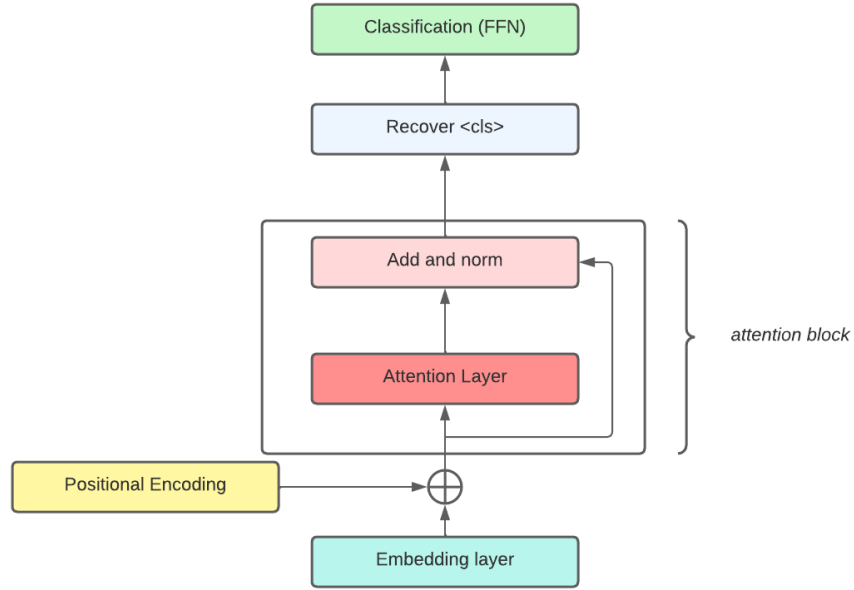 Classification (FFN)
Recover <cls>
Add and norm
attention block
Attention Layer
Positional Encoding
Embedding layer